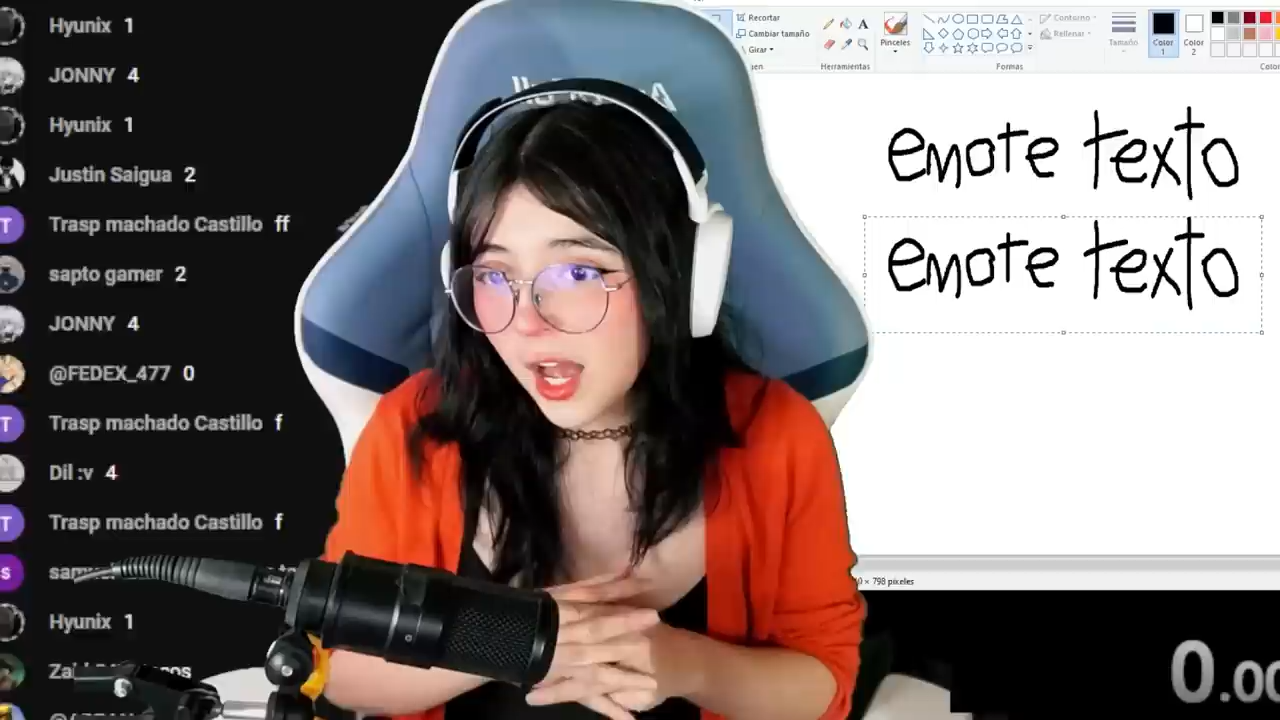 Hyunix 1
JONNY 4
Hyunix 1
Justin Saigua 2
Trasp machado Castillo ff
sapto gamer 2
JONNY 4
@FEDEX_477 0
Trasp machado Castillo f
Dil :v 4
Trasp machado Castillo f
Hyunix 1
Recortar
Cambiar tamaño
Girar
Herramientas
Pinceles
Formas
Contorno
Rellenar
Tamaño
Color 1
Color 2
emote texto
emote texto
× 798 píxeles
0.00